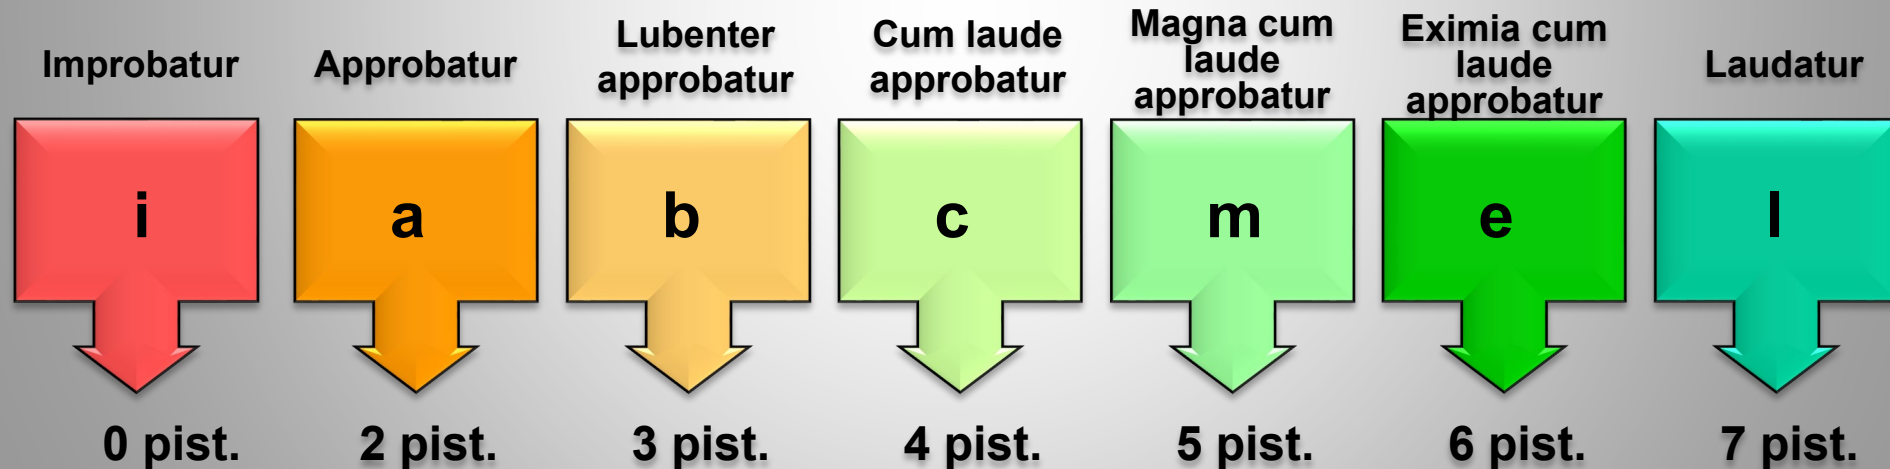 Improbatur
Approbatur
Lubenter
approbatur
Cum laude
approbatur
Magna cum
laude
approbatur
Eximia cum
laude
approbatur
Laudatur
i
a
b
c
m
e
l
0 pist.
2 pist.
3 pist.
4 pist.
5 pist.
6 pist.
7 pist.